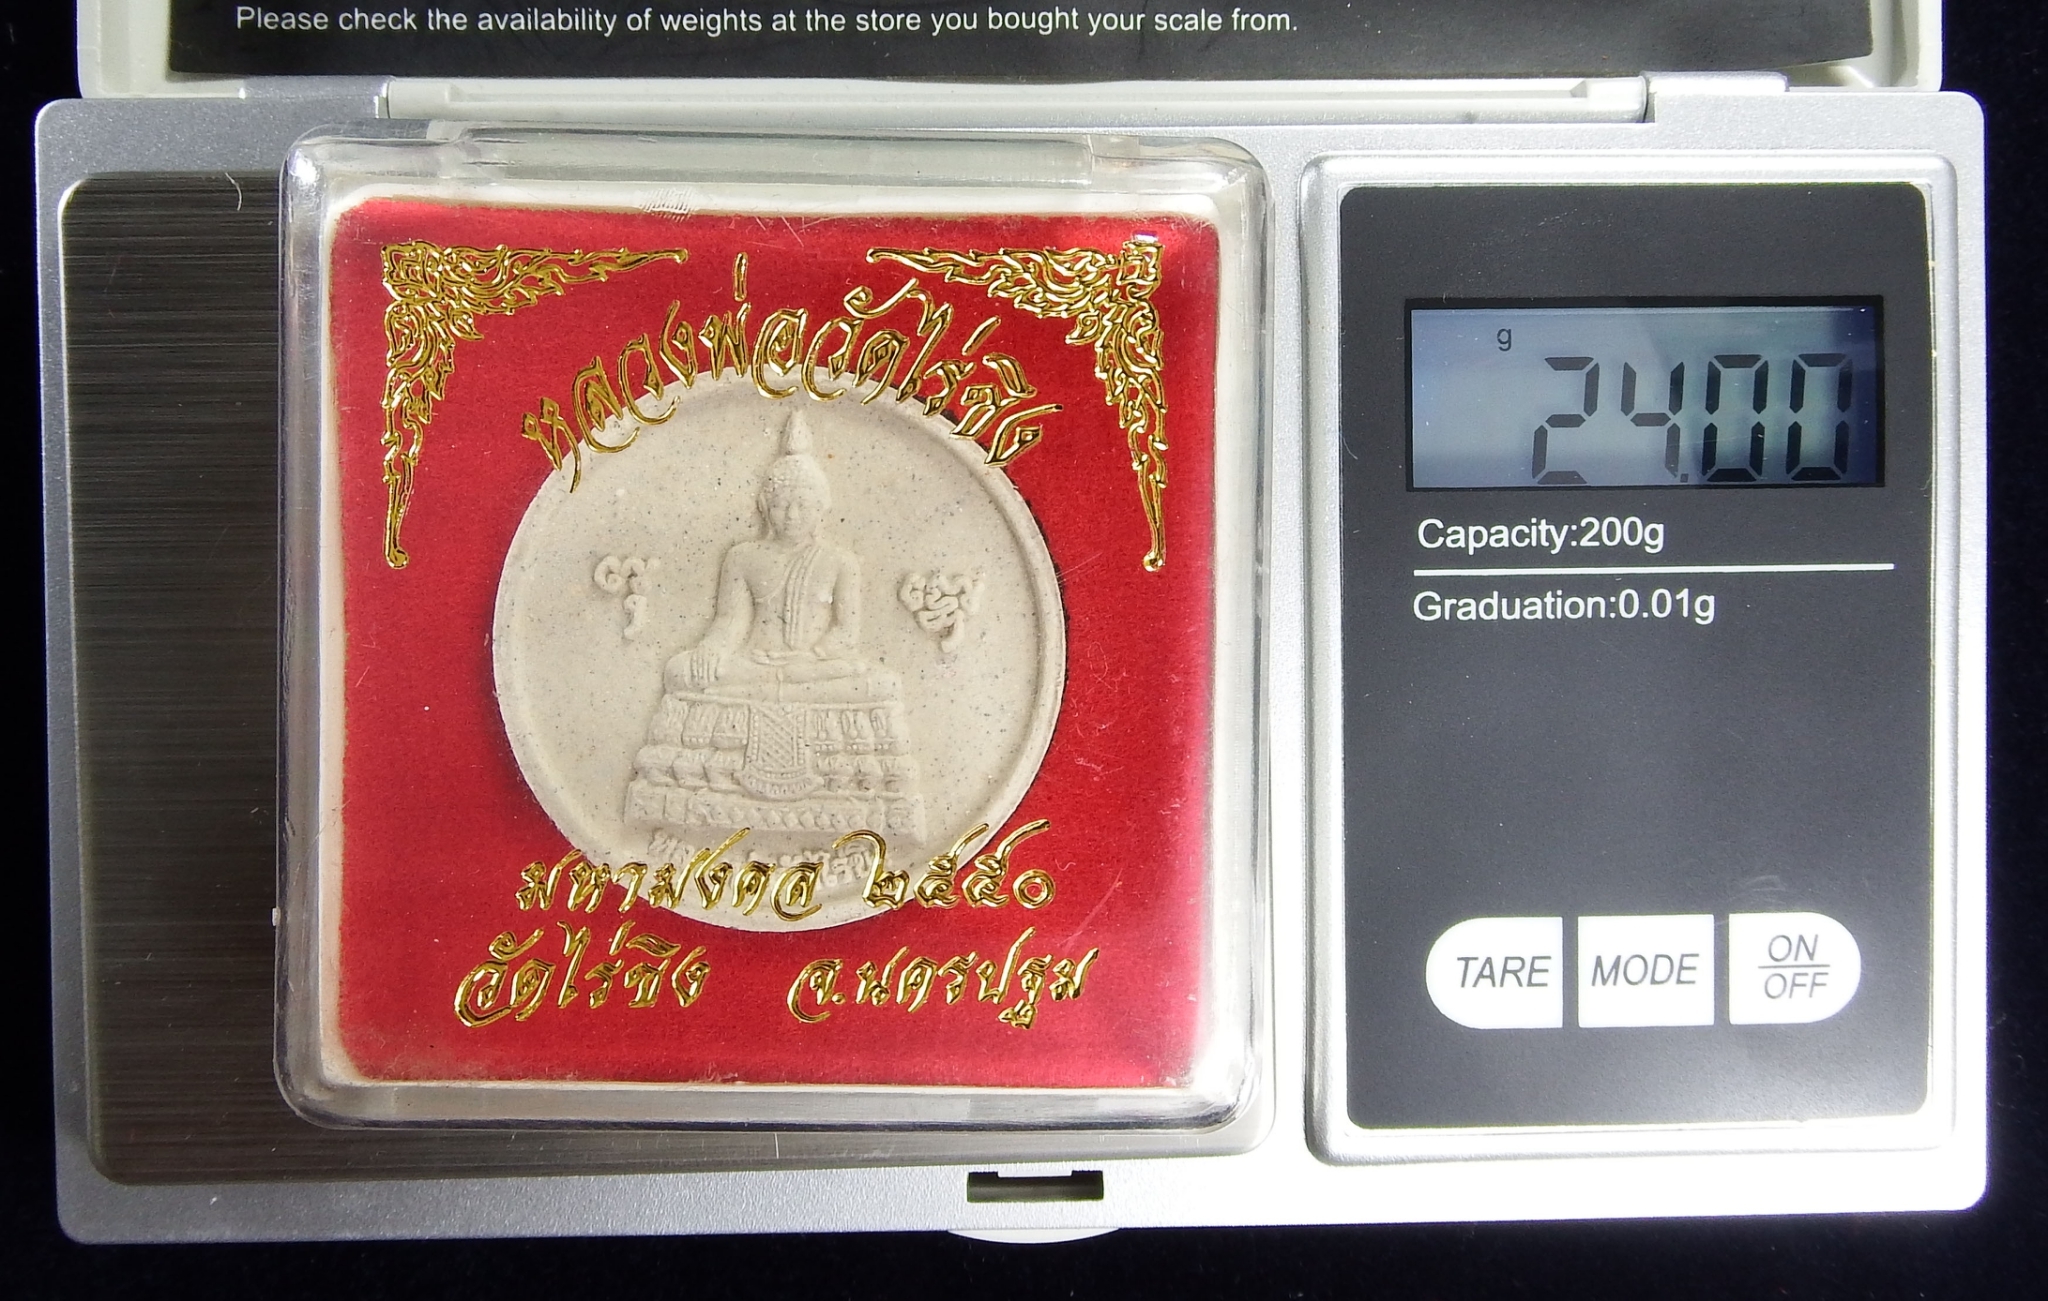 Please check the availability of weights at the store you bought your scale from.
หลวงพ่อวัดไร่ขิง
มหามงคล ๒๕๕๐
วัดไร่ขิง จ.นครปฐม
g
24.00
Capacity:200g
Graduation:0.01g
TARE
MODE
ON
OFF